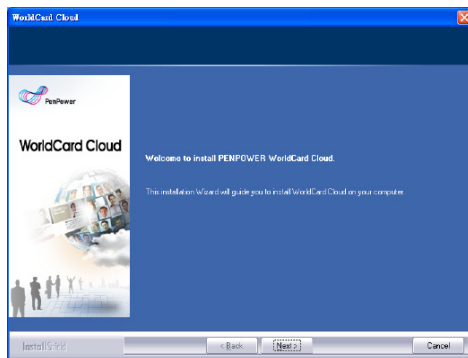 WorldCard Cloud
PenPower
WorldCard Cloud
Welcome to install PENPOWER WorldCard Cloud.
This installation Wizard will guide you to install WorldCard Cloud on your computer
InstallShield
< Back
Next >
Cancel